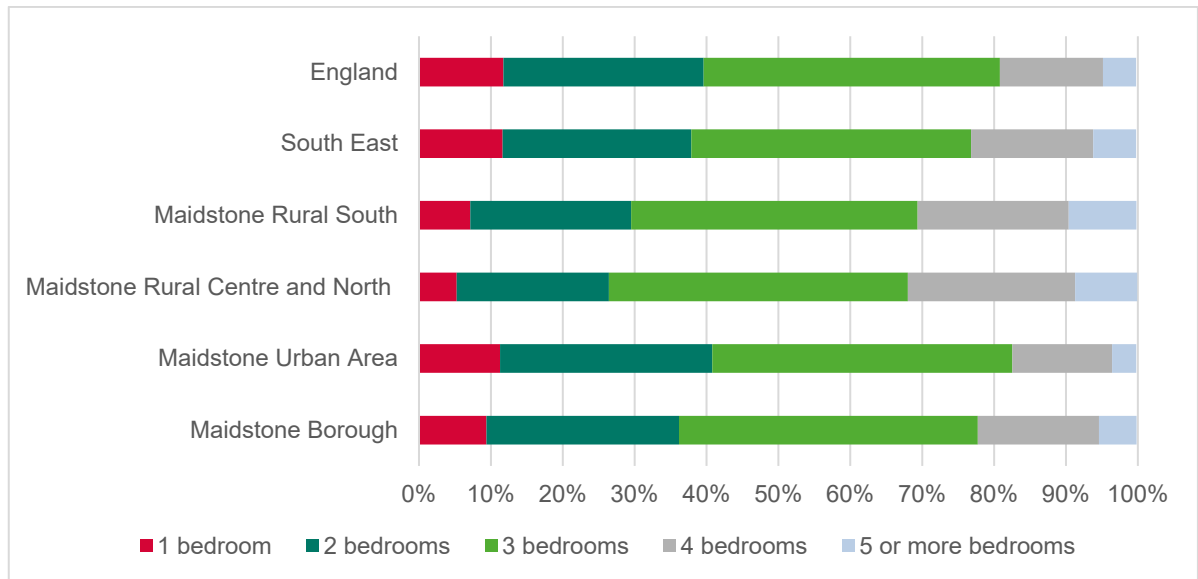 England
South East
Maidstone Rural South
Maidstone Rural Centre and North
Maidstone Urban Area
Maidstone Borough
0% 10% 20% 30% 40% 50% 60% 70% 80% 90% 100%
1 bedroom 2 bedrooms 3 bedrooms 4 bedrooms 5 or more bedrooms